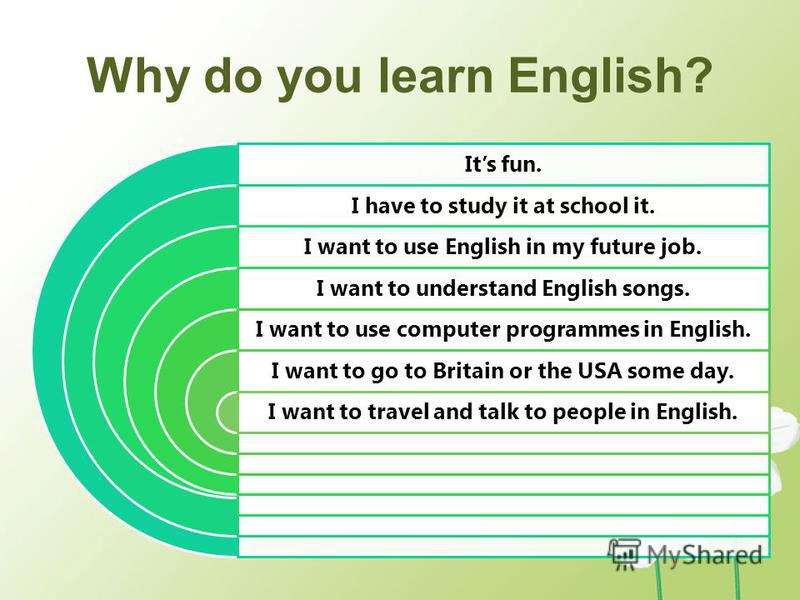 Why do you learn English?
It’s fun.
I have to study it at school it.
I want to use English in my future job.
I want to understand English songs.
I want to use computer programmes in English.
I want to go to Britain or the USA some day.
I want to travel and talk to people in English.
MyShared